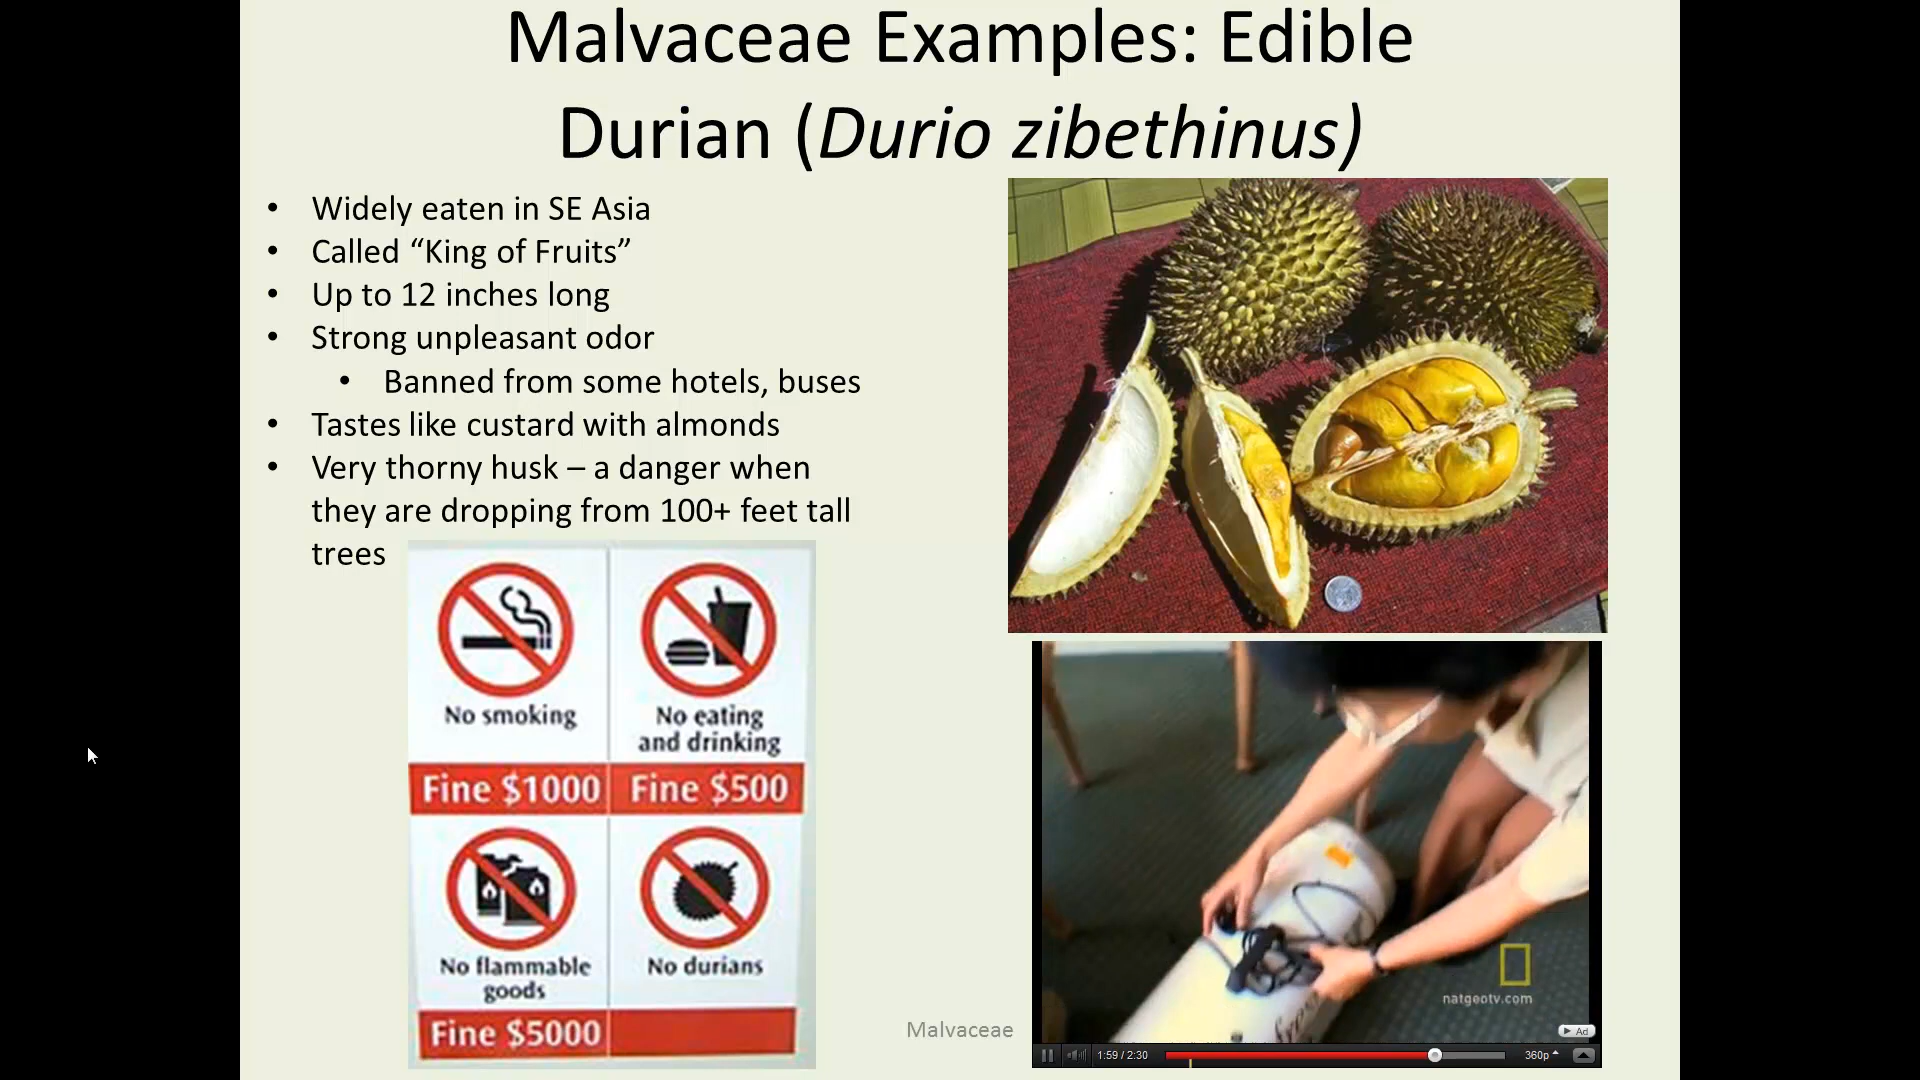 Malvaceae Examples: Edible
Durian (Durio zibethinus)
• Widely eaten in SE Asia
• Called “King of Fruits”
• Up to 12 inches long
• Strong unpleasant odor
• Banned from some hotels, buses
• Tastes like custard with almonds
• Very thorny husk – a danger when
they are dropping from 100+ feet tall
trees
No smoking
Fine $1000
No eating
and drinking
Fine $500
No flammable
goods
Fine $5000
No durians
Malvaceae
natgeotv.com
Ad
1:59 / 2:30
360p